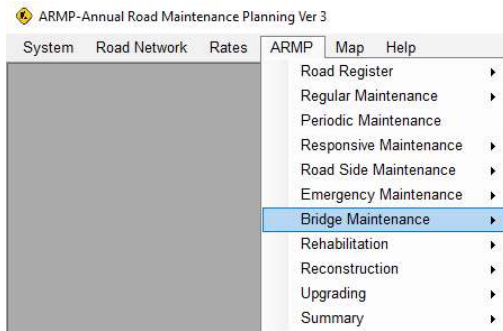 ARMP-Annual Road Maintenance Planning Ver 3
System Road Network Rates ARMP Map Help
Road Register
Regular Maintenance
Periodic Maintenance
Responsive Maintenance
Road Side Maintenance
Emergency Maintenance
Bridge Maintenance
Rehabilitation
Reconstruction
Upgrading
Summary